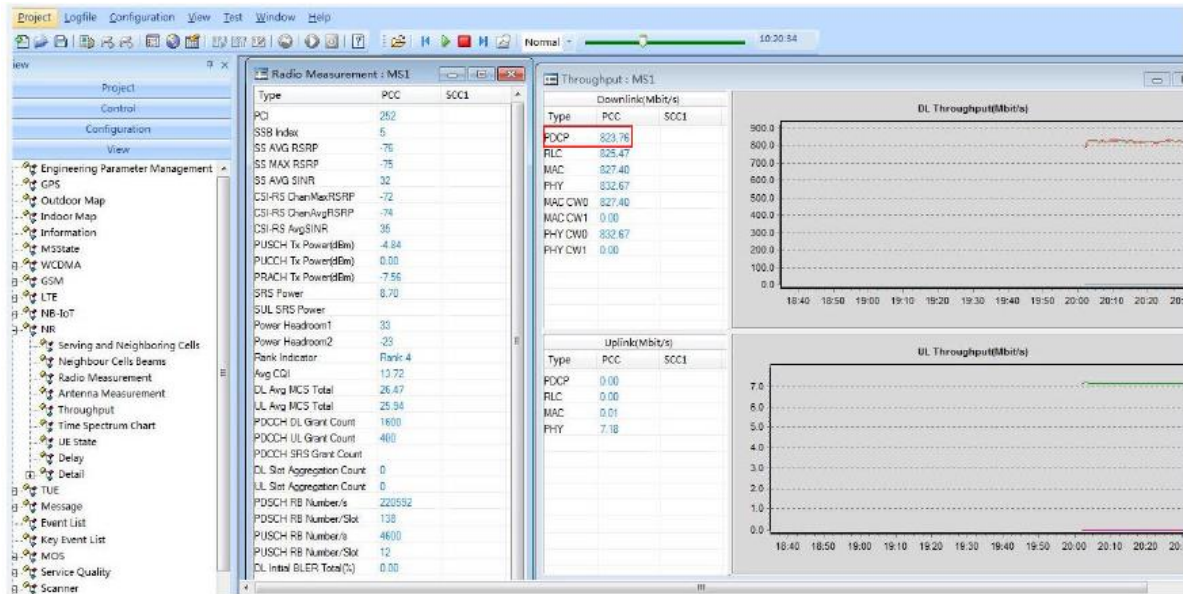 Project Logfile Configuration View Test Window Help
Normal 10:20:34
iew
Project
Control
Configuration
View
Engineering Parameter Management
GPS
Outdoor Map
Indoor Map
Information
MSState
WCDMA
GSM
LTE
NB-IoT
NR
Serving and Neighboring Cells
Neighbour Cells Beams
Radio Measurement
Antenna Measurement
Throughput
Time Spectrum Chart
UE State
Delay
Detail
TUE
Message
Event List
Key Event List
MOS
Service Quality
Scanner
Radio Measurement : MS1
Type PCC SCC1
PCI 252
SSB Index 5
SS AVG RSRP -76
SS MAX RSRP -75
SS AVG SINR 32
CSI-RS ChanMaxRSRP -72
CSI-RS ChanAvgRSRP -74
CSI-RS AvgSINR 35
PUSCH Tx Power(dBm) -4.84
PUCCH Tx Power(dBm) 0.00
PRACH Tx Power(dBm) -7.56
SRS Power 8.70
SUL SRS Power
Power Headroom1 33
Power Headroom2 -23
Rank Indicator Rank 4
Avg CQI 13.72
DL Avg MCS Total 26.47
UL Avg MCS Total 25.94
PDCCH DL Grant Count 1600
PDCCH UL Grant Count 400
PDCCH SRS Grant Count
DL Slot Aggregation Count 0
UL Slot Aggregation Count 0
PDSCH RB Number/s 220592
PDSCH RB Number/Slot 138
PUSCH RB Number/s 4600
PUSCH RB Number/Slot 12
DL Initial BLER Total(%) 0.00
Throughput : MS1
Downlink(Mbit/s)
Type PCC SCC1
PDCP 823.76
RLC 825.47
MAC 827.40
PHY 832.67
MAC CW0 827.40
MAC CW1 0.00
PHY CW0 832.67
PHY CW1 0.00
DL Throughput(Mbit/s)
900.0
800.0
700.0
600.0
500.0
400.0
300.0
200.0
100.0
0.0
18:40 18:50 19:00 19:10 19:20 19:30 19:40 19:50 20:00 20:10 20:20 20:
Uplink(Mbit/s)
Type PCC SCC1
PDCP 0.00
RLC 0.00
MAC 0.01
PHY 7.18
UL Throughput(Mbit/s)
7.0
6.0
5.0
4.0
3.0
2.0
1.0
0.0
18:40 18:50 19:00 19:10 19:20 19:30 19:40 19:50 20:00 20:10 20:20 20: